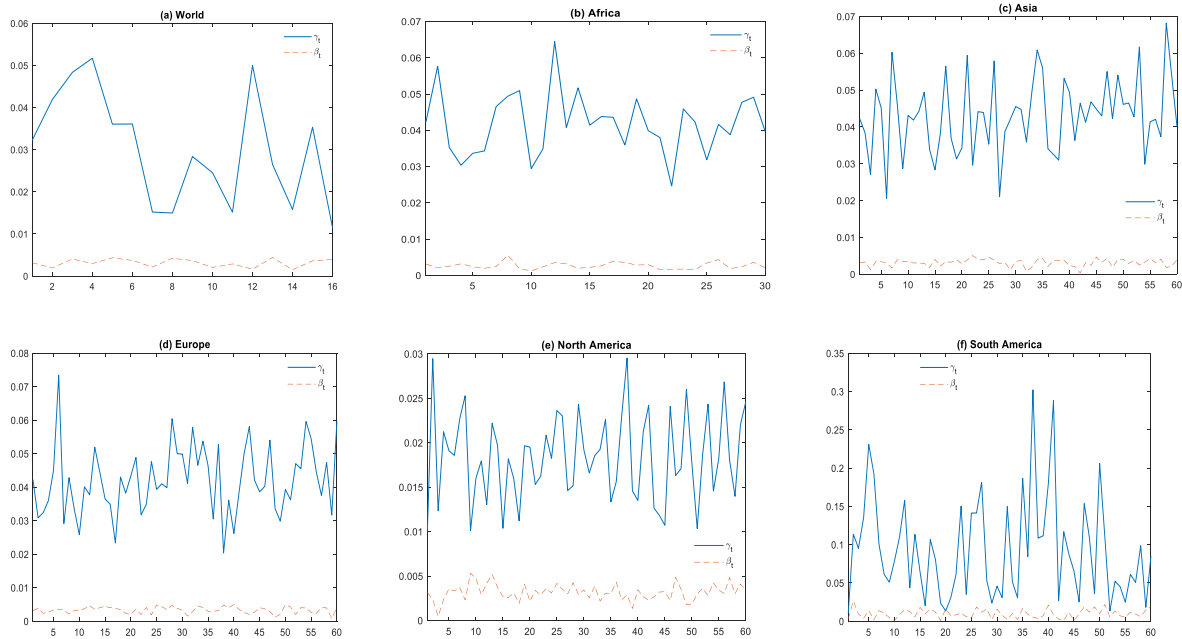 (a) World
0.06
0.05
0.04
0.03
0.02
0.01
0
2 4 6 8 10 12 14 16
γt
βt
(b) Africa
0.07
0.06
0.05
0.04
0.03
0.02
0.01
0
5 10 15 20 25 30
γt
βt
(c) Asia
0.07
0.06
0.05
0.04
0.03
0.02
0.01
0
5 10 15 20 25 30 35 40 45 50 55 60
γt
βt
(d) Europe
0.08
0.07
0.06
0.05
0.04
0.03
0.02
0.01
0
5 10 15 20 25 30 35 40 45 50 55 60
γt
βt
(e) North America
0.03
0.025
0.02
0.015
0.01
0.005
0
5 10 15 20 25 30 35 40 45 50 55 60
γt
βt
(f) South America
0.35
0.3
0.25
0.2
0.15
0.1
0.05
0
5 10 15 20 25 30 35 40 45 50 55 60
γt
βt